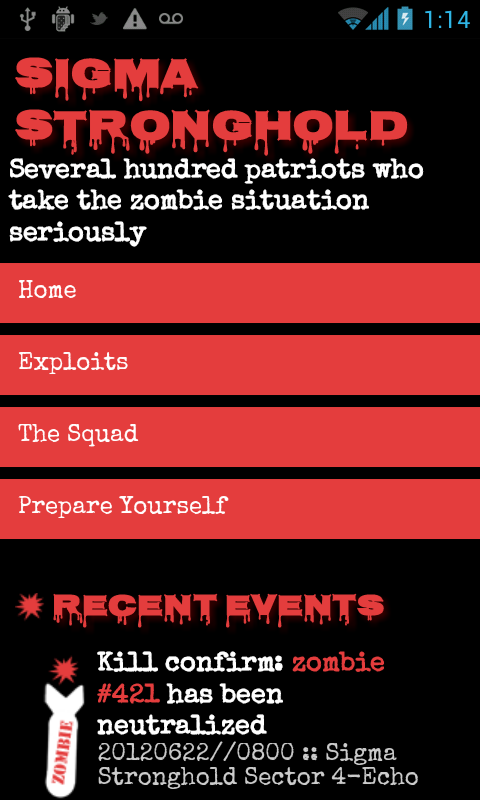 1:14
SIGMA
STRONGHOLD
Several hundred patriots who
take the zombie situation
seriously
Home
Exploits
The Squad
Prepare Yourself
RECENT EVENTS
Kill confirm: zombie
#421 has been
neutralized
20120622//0800 :: Sigma
Stronghold Sector 4-Echo
ZOMBIE